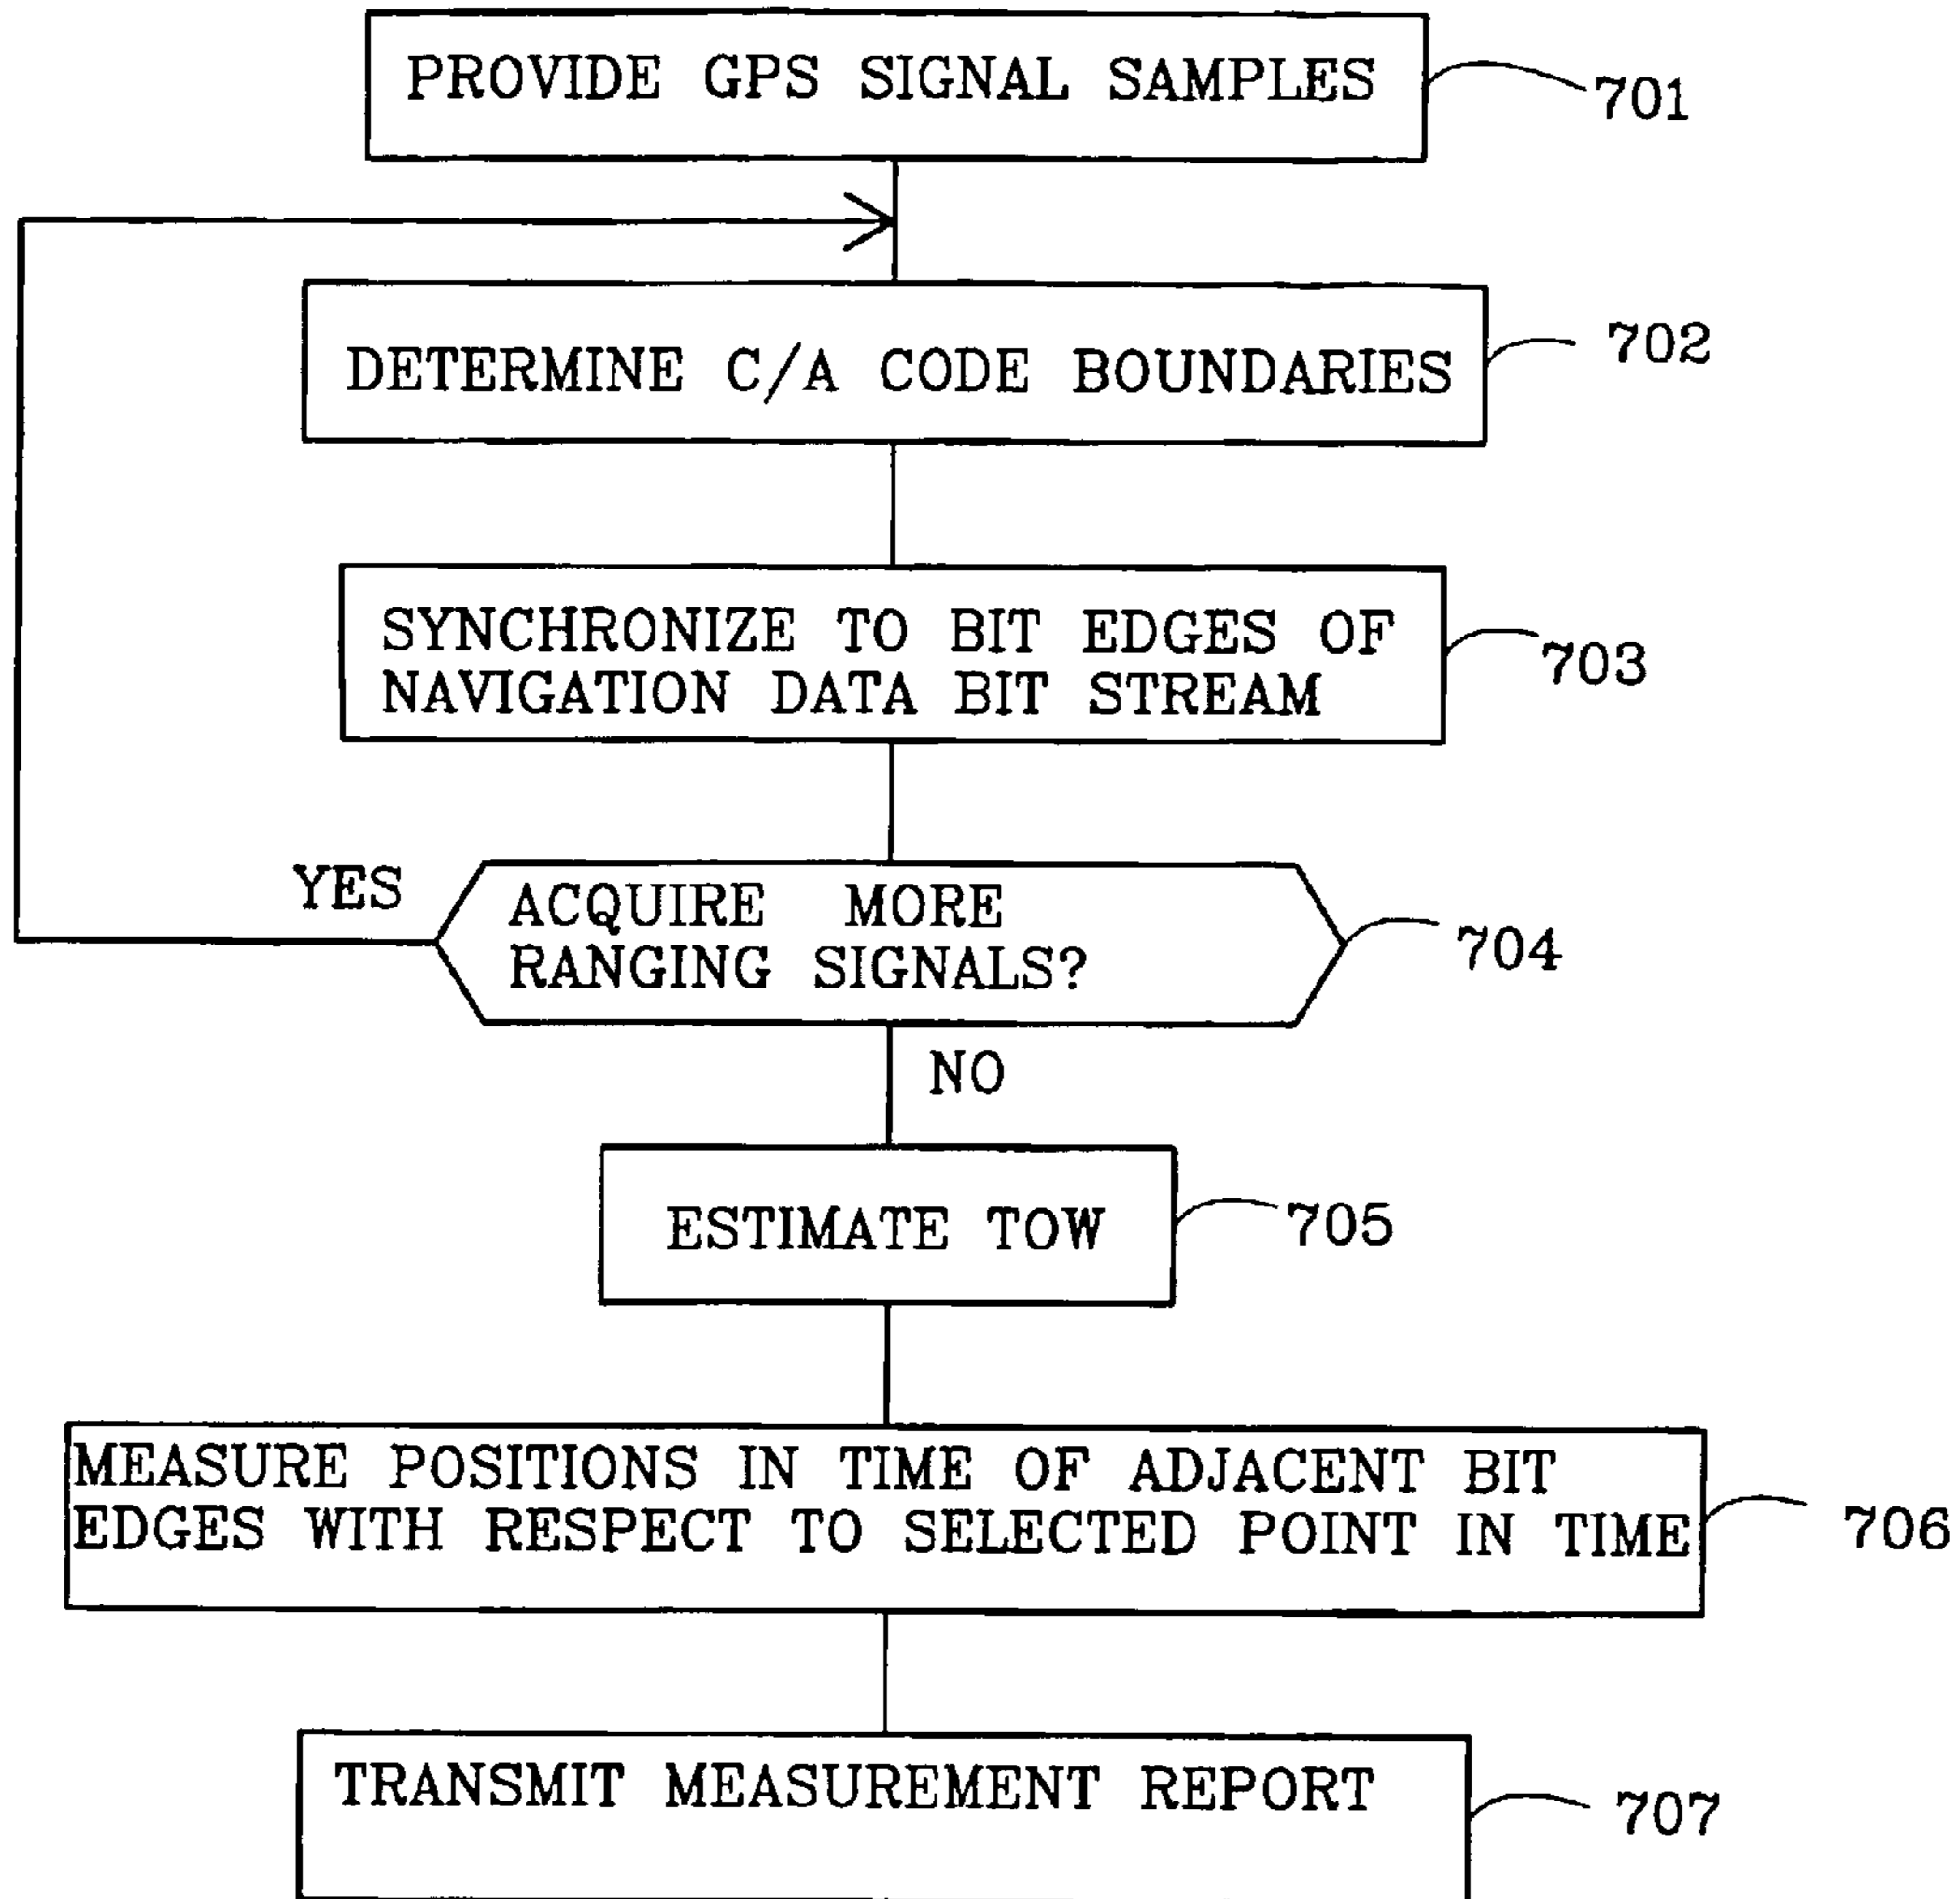 PROVIDE GPS SIGNAL SAMPLES
701
DETERMINE C/A CODE BOUNDARIES
702
SYNCHRONIZE TO BIT EDGES OF
NAVIGATION DATA BIT STREAM
703
YES
ACQUIRE MORE
RANGING SIGNALS?
704
NO
ESTIMATE TOW
705
MEASURE POSITIONS IN TIME OF ADJACENT BIT
EDGES WITH RESPECT TO SELECTED POINT IN TIME
706
TRANSMIT MEASUREMENT REPORT
707